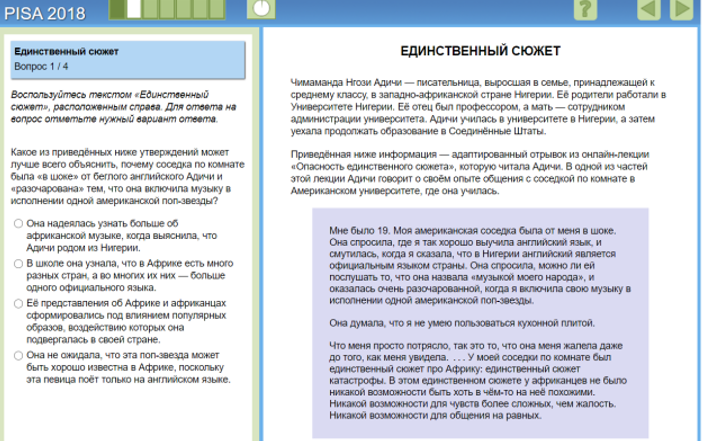 PISA 2018
?
Единственный сюжет
Вопрос 1 / 4
Воспользуйтесь текстом «Единственный
сюжет», расположенным справа. Для ответа на
вопрос отметьте нужный вариант ответа.
Какое из приведённых ниже утверждений может
лучше всего объяснить, почему соседка по комнате
была «в шоке» от беглого английского Адичи и
«разочарована» тем, что она включила музыку в
исполнении одной американской поп-звезды?
Она надеялась узнать больше об
африканской музыке, когда выяснила, что
Адичи родом из Нигерии.
В школе она узнала, что в Африке есть много
разных стран, а во многих их них — больше
одного официального языка.
Её представления об Африке и африканцах
сформировались под влиянием популярных
образов, воздействию которых она
подвергалась в своей стране.
Она не ожидала, что эта поп-звезда может
быть хорошо известна в Африке, поскольку
эта певица поёт только на английском языке.
ЕДИНСТВЕННЫЙ СЮЖЕТ
Чимаманда Нгози Адичи — писательница, выросшая в семье, принадлежащей к
среднему классу, в западно-африканской стране Нигерии. Её родители работали в
Университете Нигерии. Её отец был профессором, а мать — сотрудником
администрации университета. Адичи училась в университете в Нигерии, а затем
уехала продолжать образование в Соединённые Штаты.
Приведённая ниже информация — адаптированный отрывок из онлайн-лекции
«Опасность единственного сюжета», которую читала Адичи. В одной из частей
этой лекции Адичи говорит о своём опыте общения с соседкой по комнате в
Американском университете, где она училась.
Мне было 19. Моя американская соседка была от меня в шоке.
Она спросила, где я так хорошо выучила английский язык, и
смутилась, когда я сказала, что в Нигерии английский является
официальным языком страны. Она спросила, можно ли ей
послушать то, что она назвала «музыкой моего народа», и
оказалась очень разочарованной, когда я включила свою музыку в
исполнении одной американской поп-звезды.
Она думала, что я не умею пользоваться кухонной плитой.
Что меня просто потрясло, так это то, что она меня жалела даже
до того, как меня увидела. . . . У моей соседки по комнате был
единственный сюжет про Африку: единственный сюжет
катастрофы. В этом единственном сюжете у африканцев не было
никакой возможности быть хоть в чём-то на неё похожими.
Никакой возможности для чувств более сложных, чем жалость.
Никакой возможности для общения на равных.